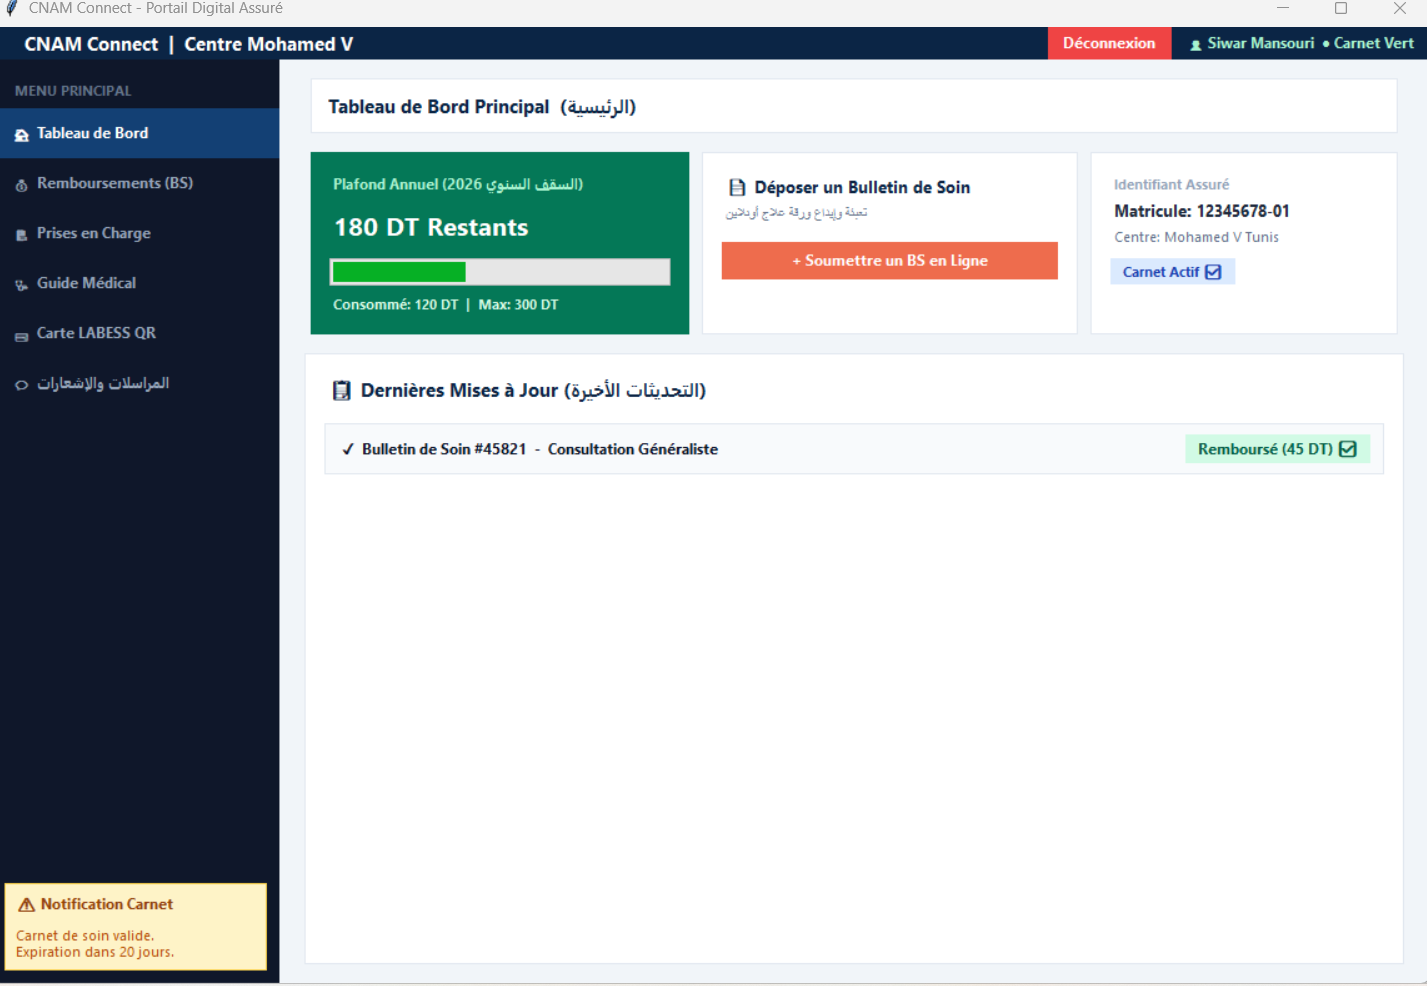 CNAM Connect - Portail Digital Assuré
CNAM Connect | Centre Mohamed V
Déconnexion
Siwar Mansouri • Carnet Vert
MENU PRINCIPAL
Tableau de Bord
Remboursements (BS)
Prises en Charge
Guide Médical
Carte LABESS QR
المراسلات والإشعارات
Notification Carnet
Carnet de soin valide.
Expiration dans 20 jours.
Tableau de Bord Principal (الرئيسية)
Plafond Annuel (2026 السقف السنوي)
180 DT Restants
Consommé: 120 DT | Max: 300 DT
Déposer un Bulletin de Soin
تعبئة وإيداع ورقة علاج أونلاين
+ Soumettre un BS en Ligne
Identifiant Assuré
Matricule: 12345678-01
Centre: Mohamed V Tunis
Carnet Actif
Dernières Mises à Jour (التحديثات الأخيرة)
✓ Bulletin de Soin #45821 - Consultation Généraliste
Remboursé (45 DT)